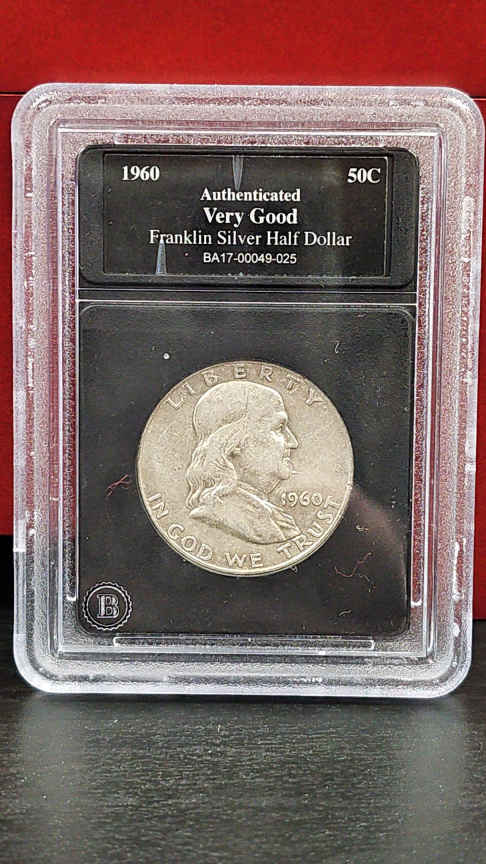 1960 50C
Authenticated
Very Good
Franklin Silver Half Dollar
BA17-00049-025
LIBERTY
1960
IN GOD WE TRUST
B